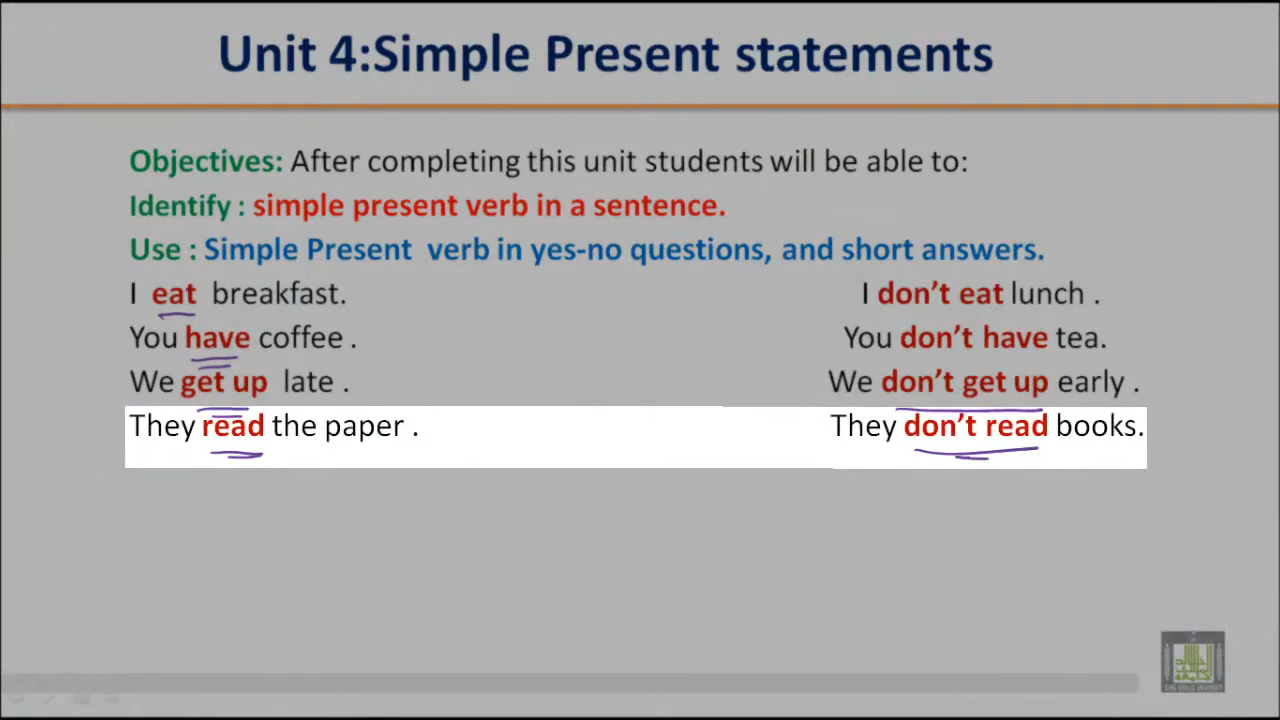 Unit 4:Simple Present statements
Objectives: After completing this unit students will be able to:
Identify : simple present verb in a sentence.
Use : Simple Present verb in yes-no questions, and short answers.
I eat breakfast. I don't eat lunch .
You have coffee . You don't have tea.
We get up late . We don't get up early .
They read the paper . They don't read books.
KING KHALID UNIVERSITY